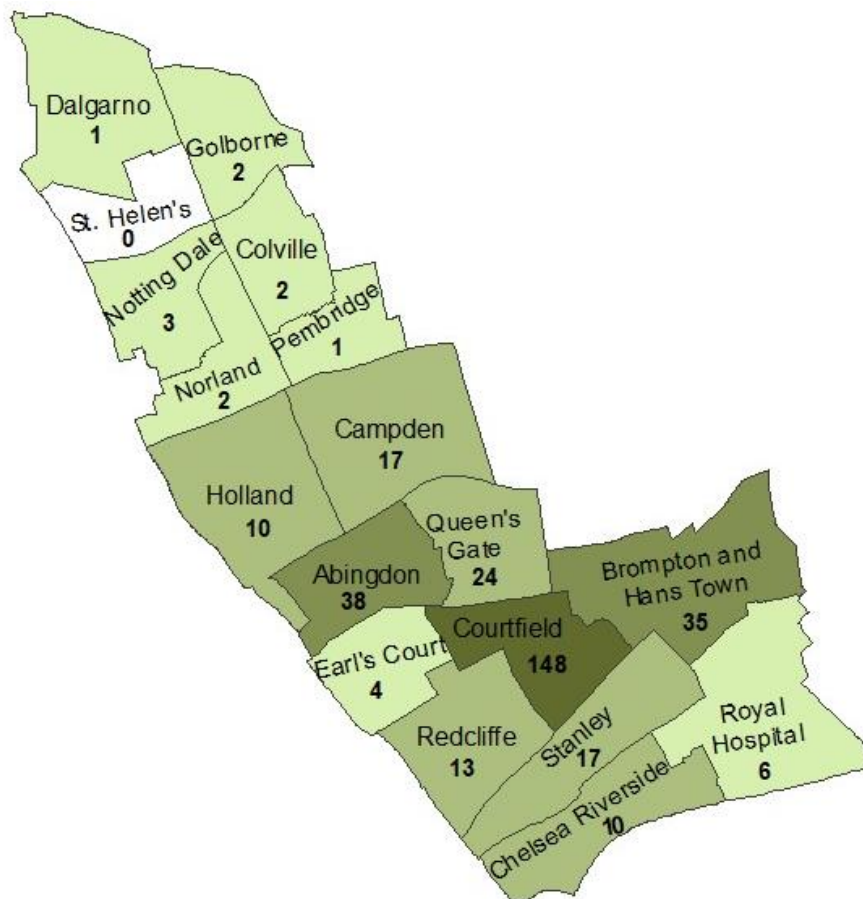 Dalgarno
1
Golborne
2
St. Helen's
0
Colville
2
Notting Dale
3
Pembridge
1
Norland
2
Campden
17
Holland
10
Queen's
Gate
24
Abingdon
38
Brompton and
Hans Town
35
Courtfield
148
Earl's Court
4
Redcliffe
13
Stanley
17
Royal
Hospital
6
Chelsea Riverside
10